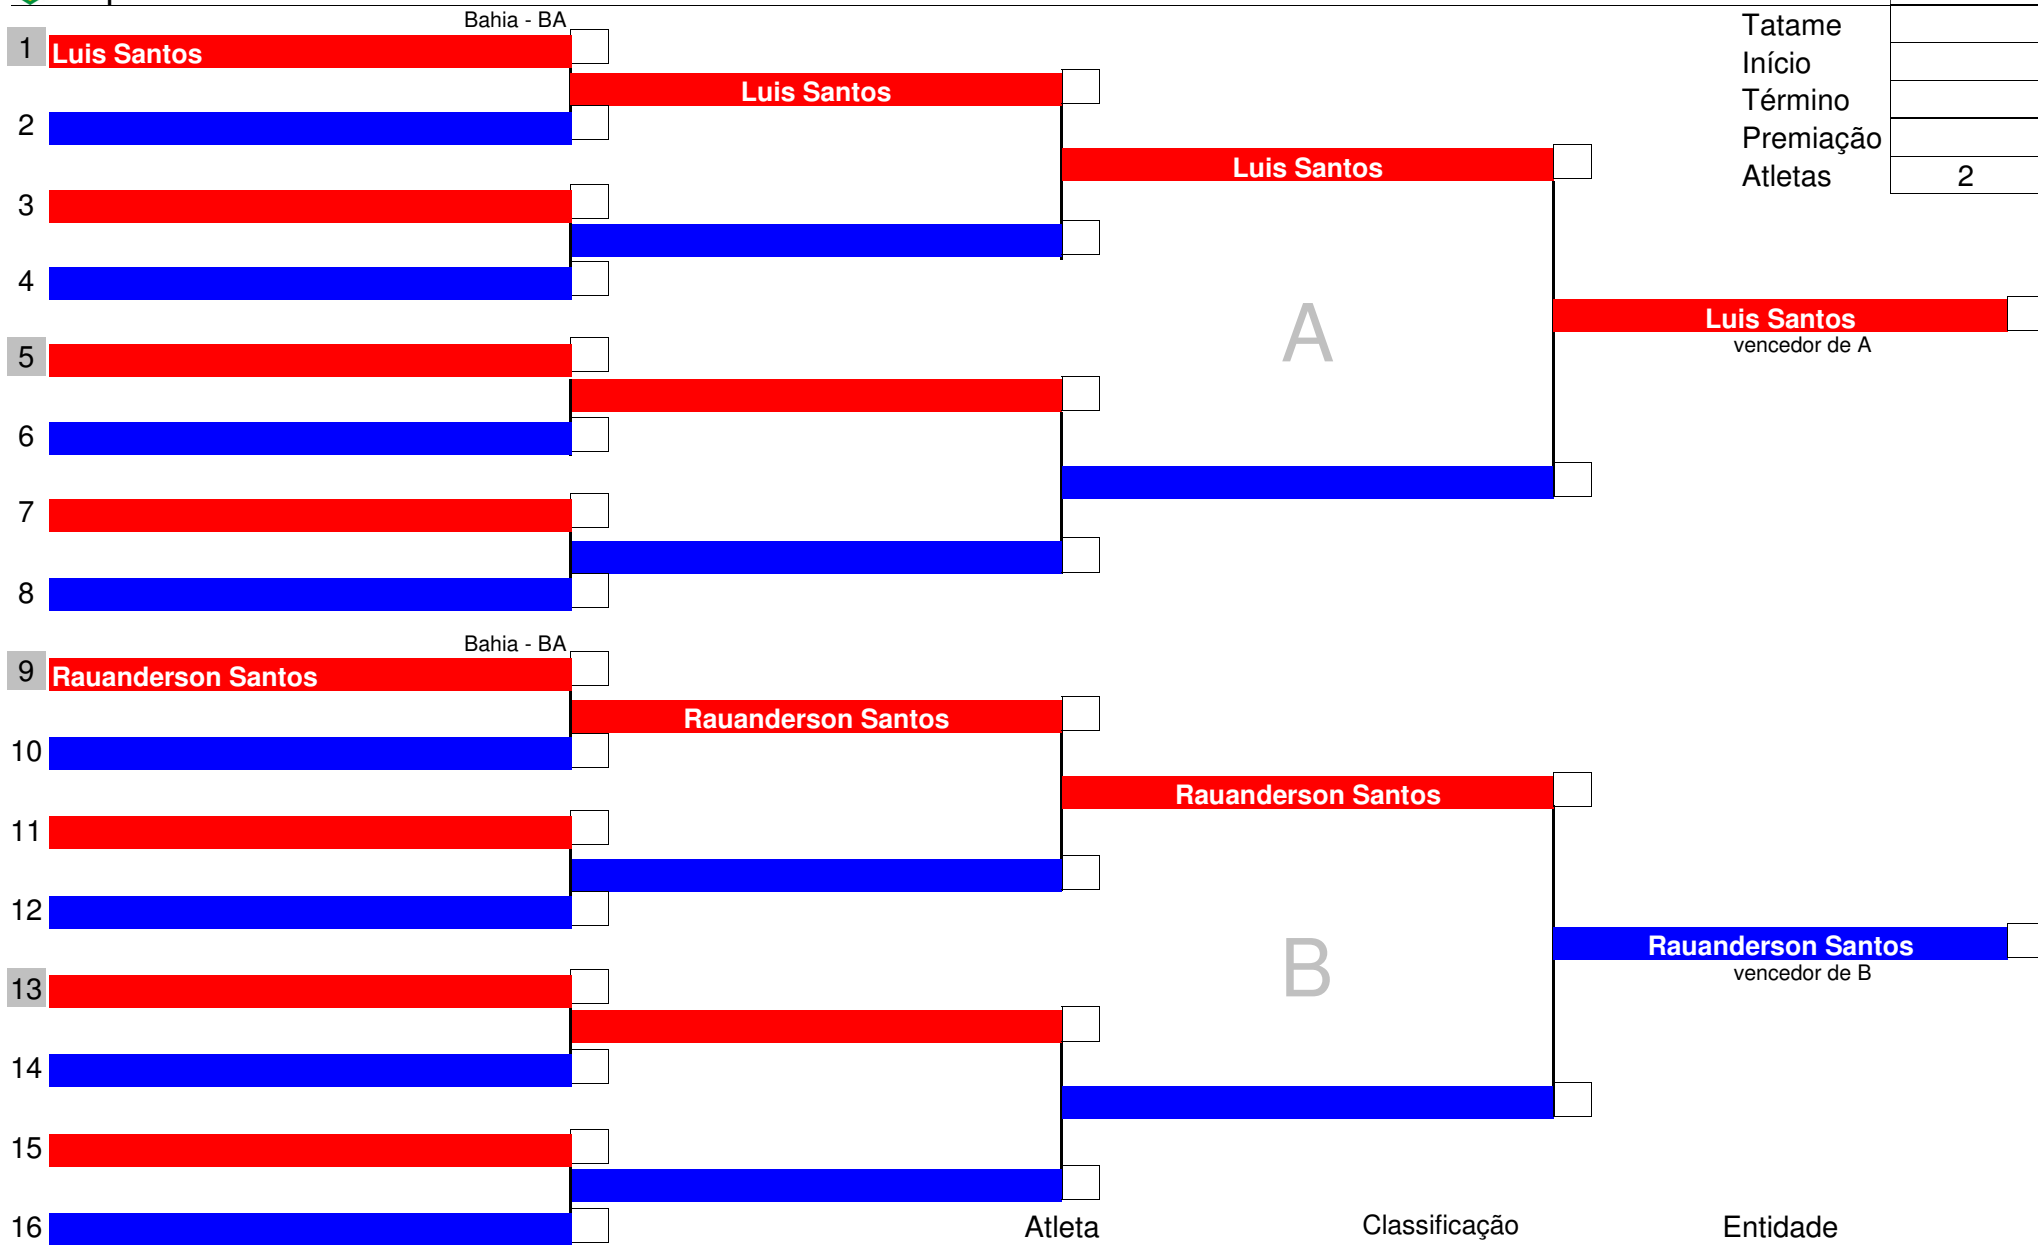 Bahia - BA
Tatame
1 Luis Santos
Início
Luis Santos
Término
2
Premiação
Luis Santos
Atletas 2
3
4
A
Luis Santos
vencedor de A
5
6
7
8
Bahia - BA
9 Rauanderson Santos
Rauanderson Santos
10
Rauanderson Santos
11
12
B
Rauanderson Santos
vencedor de B
13
14
15
16
Atleta Classificação Entidade